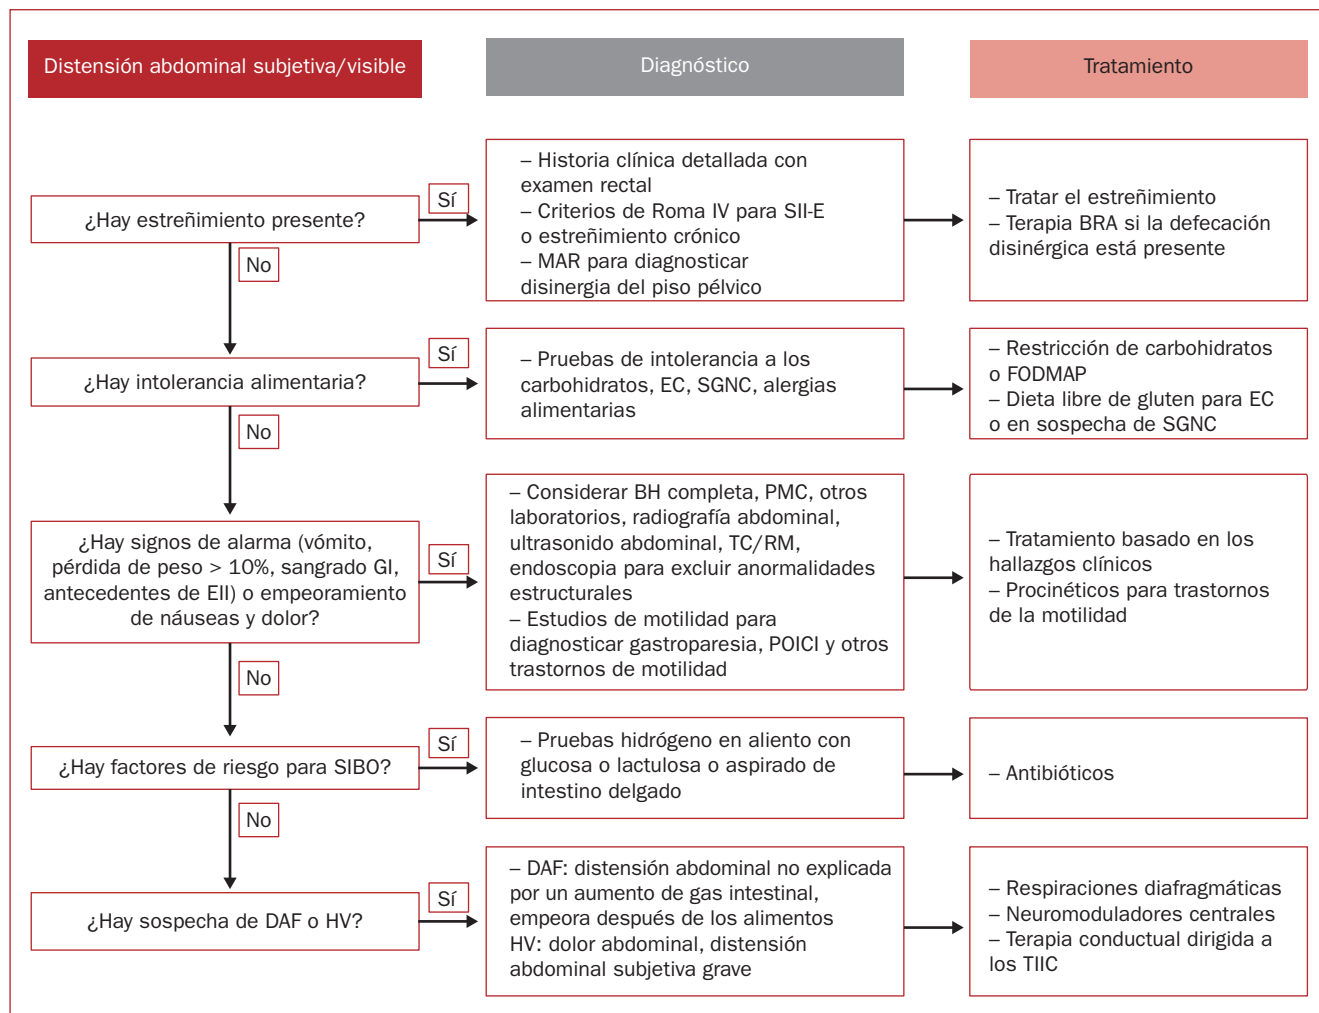 Distensión abdominal subjetiva/visible
Diagnóstico
Tratamiento
¿Hay estreñimiento presente?
Sí
No
– Historia clínica detallada con
examen rectal
– Criterios de Roma IV para SII-E
o estreñimiento crónico
– MAR para diagnosticar
disinergia del piso pélvico
– Tratar el estreñimiento
– Terapia BRA si la defecación
disinérgica está presente
¿Hay intolerancia alimentaria?
Sí
No
– Pruebas de intolerancia a los
carbohidratos, EC, SGNC, alergias
alimentarias
– Restricción de carbohidratos
o FODMAP
– Dieta libre de gluten para EC
o en sospecha de SGNC
¿Hay signos de alarma (vómito,
pérdida de peso > 10%, sangrado GI,
antecedentes de EII) o empeoramiento
de náuseas y dolor?
Sí
No
– Considerar BH completa, PMC, otros
laboratorios, radiografía abdominal,
ultrasonido abdominal, TC/RM,
endoscopia para excluir anormalidades
estructurales
– Estudios de motilidad para
diagnosticar gastroparesia, POICI y otros
trastornos de motilidad
– Tratamiento basado en los
hallazgos clínicos
– Procinéticos para trastornos
de la motilidad
¿Hay factores de riesgo para SIBO?
Sí
No
– Pruebas hidrógeno en aliento con
glucosa o lactulosa o aspirado de
intestino delgado
– Antibióticos
¿Hay sospecha de DAF o HV?
Sí
– DAF: distensión abdominal no explicada
por un aumento de gas intestinal,
empeora después de los alimentos
HV: dolor abdominal, distensión
abdominal subjetiva grave
– Respiraciones diafragmáticas
– Neuromoduladores centrales
– Terapia conductual dirigida a
los TIIC